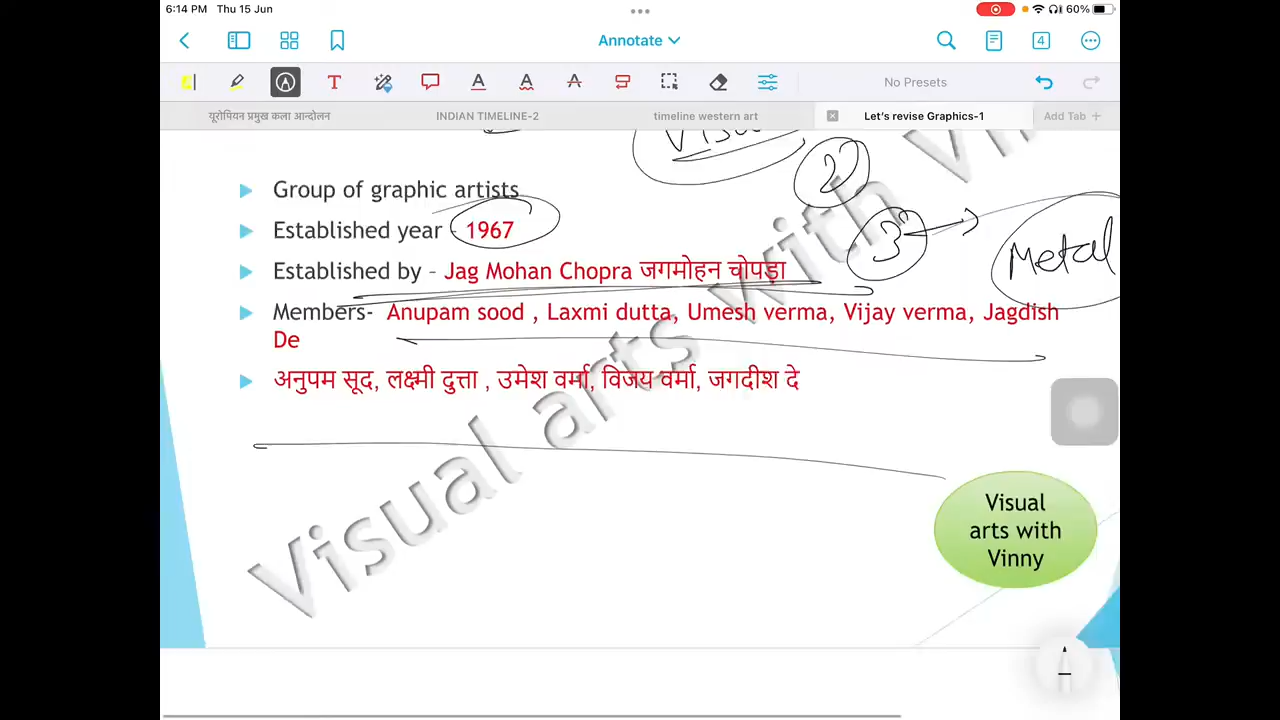 6:14 PM Thu 15 Jun
60%
Annotate
4
T
A
A
A
No Presets
यूरोपियन प्रमुख कला आन्दोलन
INDIAN TIMELINE-2
timeline western art
Let's revise Graphics-1
Add Tab +
2
Group of graphic artists
Established year - 1967
3
Metal
Established by - Jag Mohan Chopra जगमोहन चोपड़ा
Members- Anupam sood , Laxmi dutta, Umesh verma, Vijay verma, Jagdish
De
अनुपम सूद, लक्ष्मी दुत्ता , उमेश वर्मा, विजय वर्मा, जगदीश दे
Visual arts with
Visual
arts with
Vinny